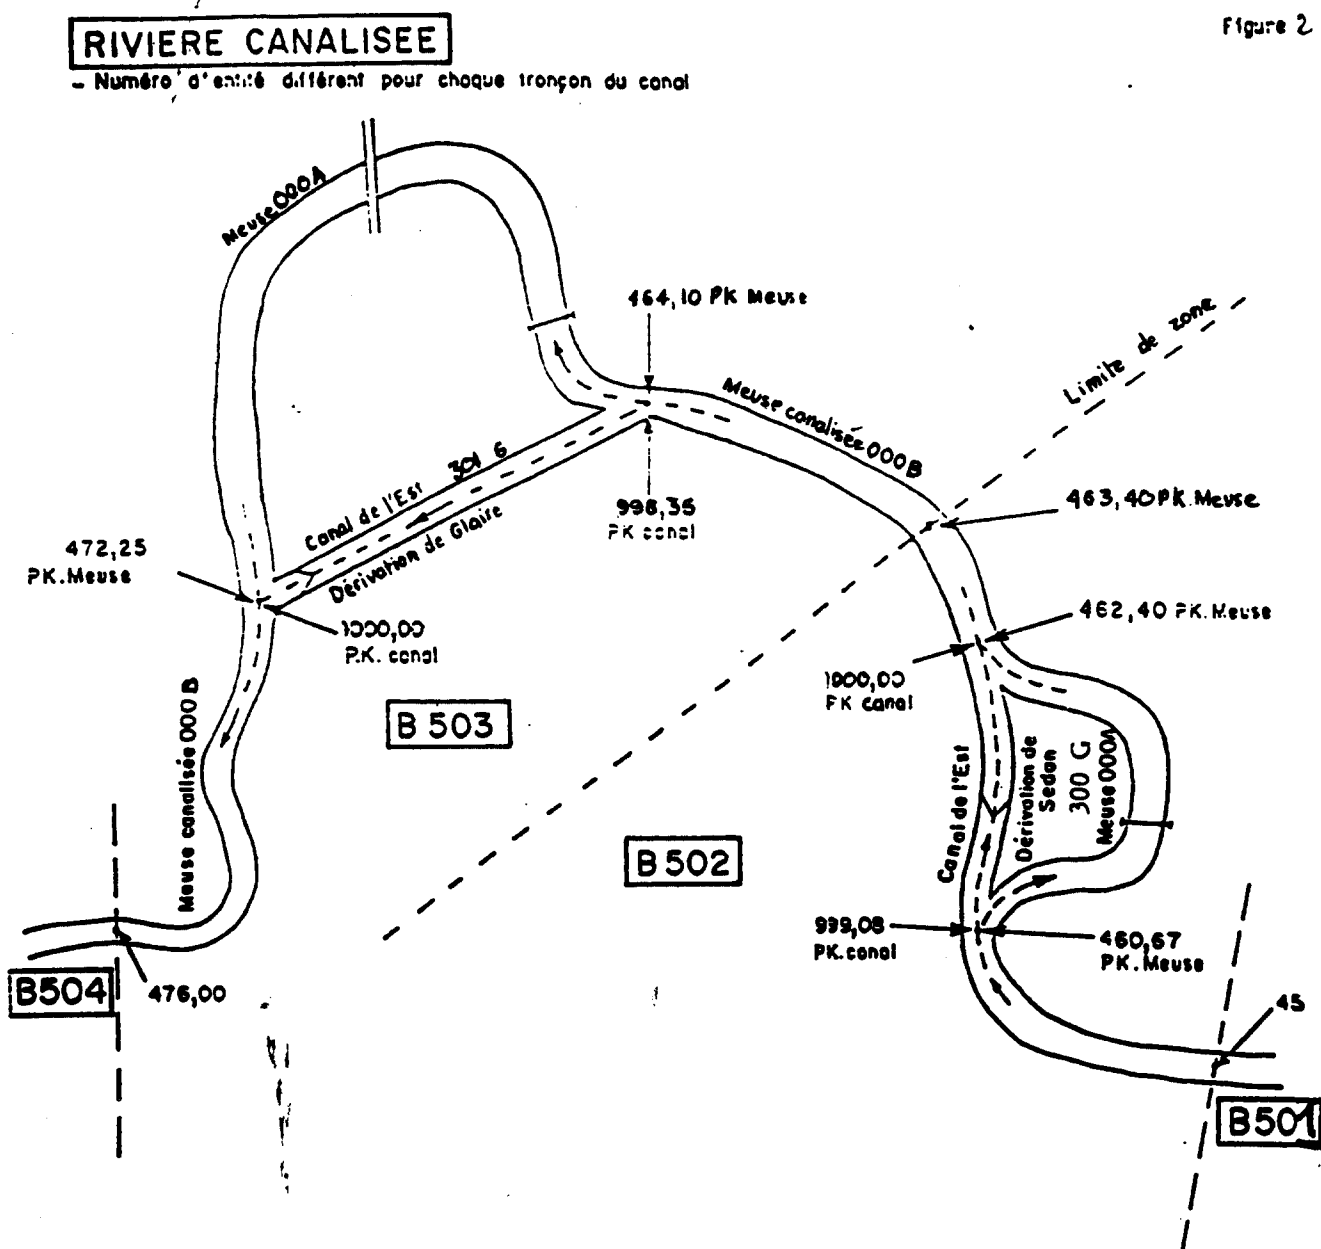 Figure 2
RIVIERE CANALISEE
- Numéro d'entité différent pour chaque tronçon du canal
Meuse 000A
464,10 PK Meuse
Limite de zone
Meuse canalisée 000B
463,40 PK.Meuse
Canal de l'Est 301 G
Dérivation de Glaire
998,35
PK canal
472,25
PK.Meuse
1000,00
P.K. canal
462,40 PK.Meuse
1000,00
PK canal
B 503
Meuse canalisée 000B
Canal de l'Est
Dérivation de
Sedan
300 G
Meuse 000A
B 502
999,08
PK.canal
460,67
PK.Meuse
B504
476,00
45
B501